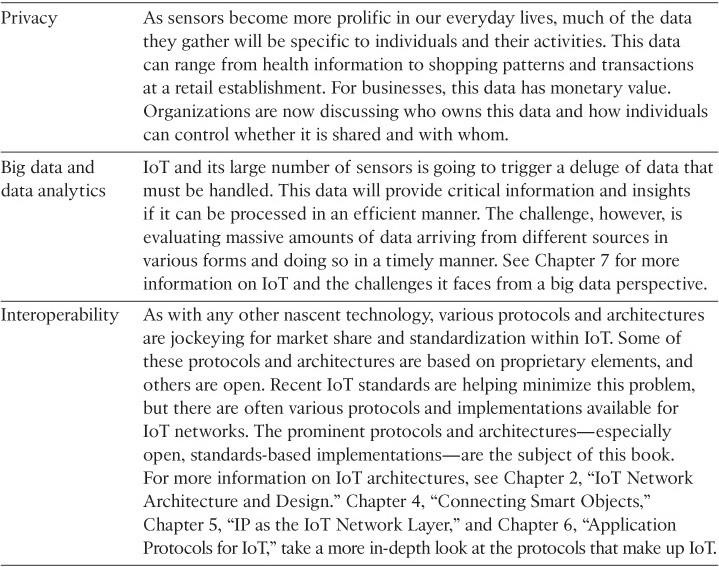 Privacy
As sensors become more prolific in our everyday lives, much of the data
they gather will be specific to individuals and their activities. This data
can range from health information to shopping patterns and transactions
at a retail establishment. For businesses, this data has monetary value.
Organizations are now discussing who owns this data and how individuals
can control whether it is shared and with whom.
Big data and
data analytics
IoT and its large number of sensors is going to trigger a deluge of data that
must be handled. This data will provide critical information and insights
if it can be processed in an efficient manner. The challenge, however, is
evaluating massive amounts of data arriving from different sources in
various forms and doing so in a timely manner. See Chapter 7 for more
information on IoT and the challenges it faces from a big data perspective.
Interoperability
As with any other nascent technology, various protocols and architectures
are jockeying for market share and standardization within IoT. Some of
these protocols and architectures are based on proprietary elements, and
others are open. Recent IoT standards are helping minimize this problem,
but there are often various protocols and implementations available for
IoT networks. The prominent protocols and architectures—especially
open, standards-based implementations—are the subject of this book.
For more information on IoT architectures, see Chapter 2, “IoT Network
Architecture and Design.” Chapter 4, “Connecting Smart Objects,”
Chapter 5, “IP as the IoT Network Layer,” and Chapter 6, “Application
Protocols for IoT,” take a more in-depth look at the protocols that make up IoT.